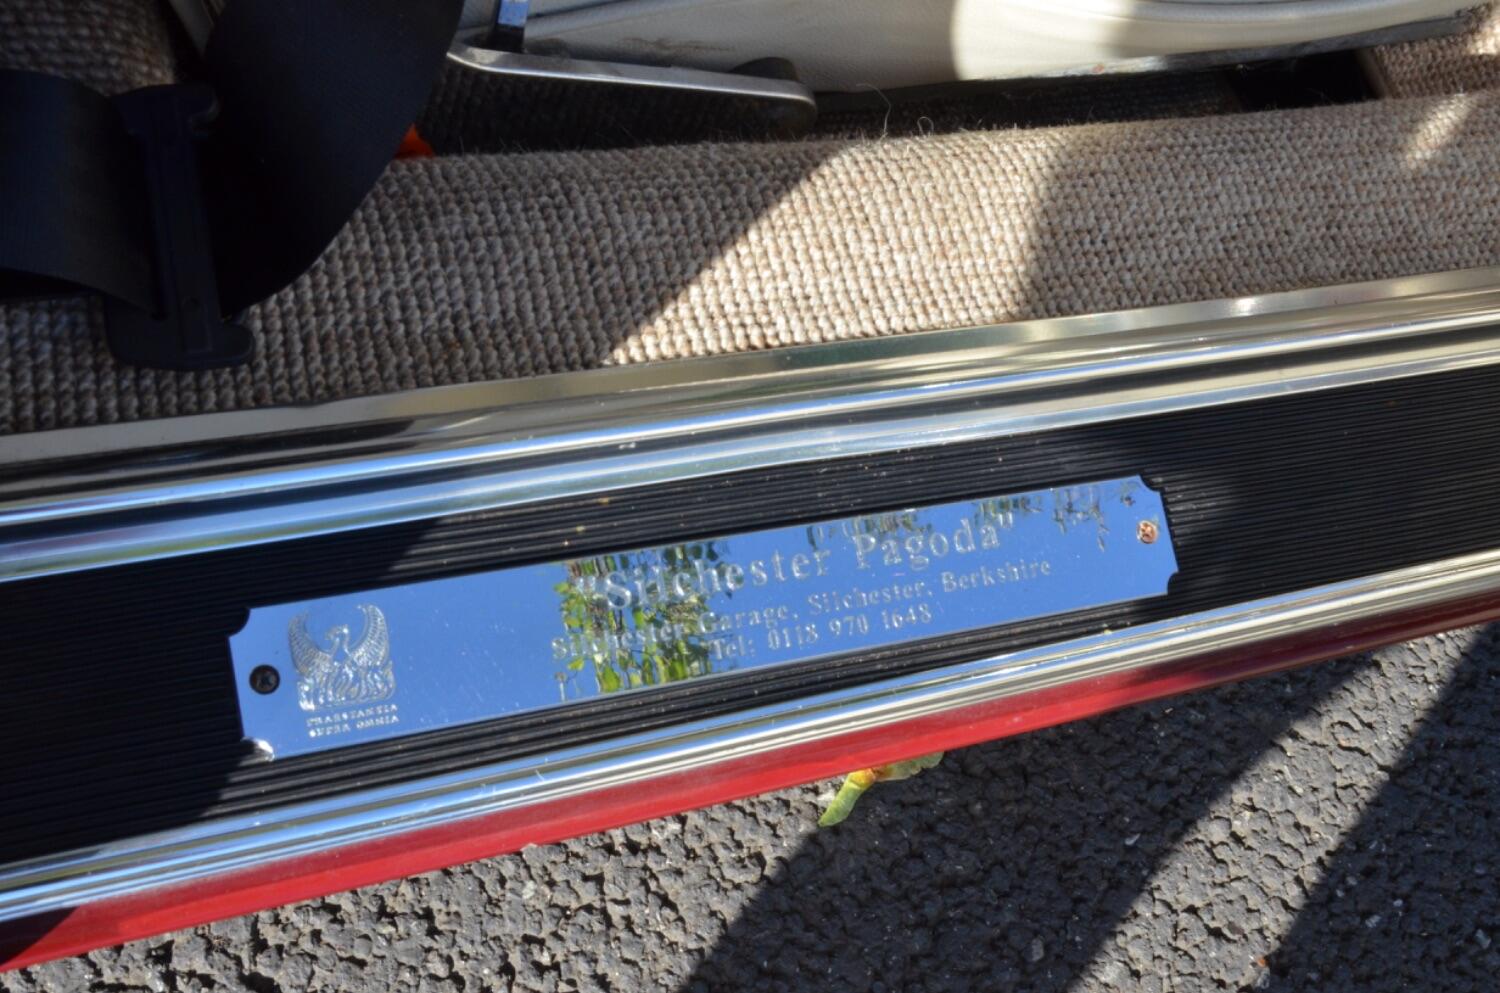 PRAESTANTIA
SUPRA OMNIA
"Silchester Pagoda"
Silchester Garage, Silchester, Berkshire
Tel: 0118 970 1648